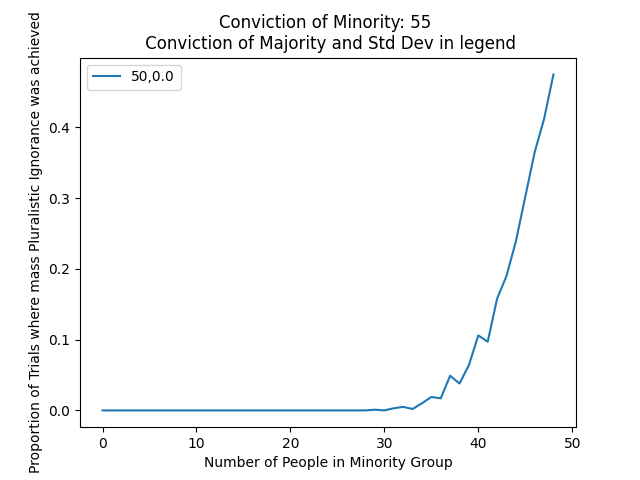 Conviction of Minority: 55
Conviction of Majority and Std Dev in legend
50,0.0
Proportion of Trials where mass Pluralistic Ignorance was achieved
0.4
0.3
0.2
0.1
0.0
0 10 20 30 40 50
Number of People in Minority Group